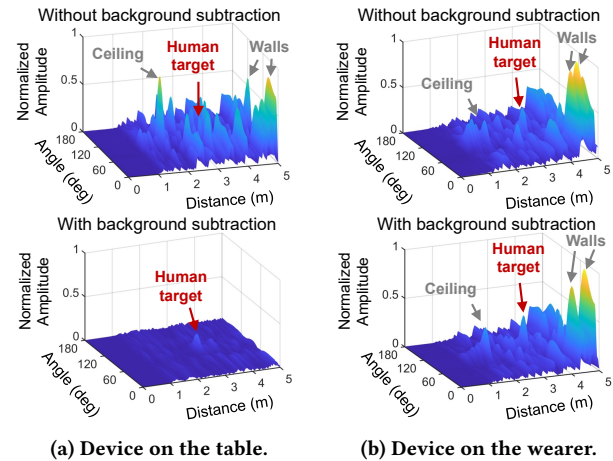 Without background subtraction
Normalized
Amplitude
1
0.5
0
180
120
60
0
Angle (deg)
0
1
2
3
4
5
Distance (m)
Ceiling
Human
target
Walls
Without background subtraction
Normalized
Amplitude
1
0.5
0
180
120
60
0
Angle (deg)
0
1
2
3
4
5
Distance (m)
Ceiling
Human
target
Walls
With background subtraction
Normalized
Amplitude
1
0.5
0
180
120
60
0
Angle (deg)
0
1
2
3
4
5
Distance (m)
Human
target
With background subtraction
Normalized
Amplitude
1
0.5
0
180
120
60
0
Angle (deg)
0
1
2
3
4
5
Distance (m)
Ceiling
Human
target
Walls
(a) Device on the table.
(b) Device on the wearer.